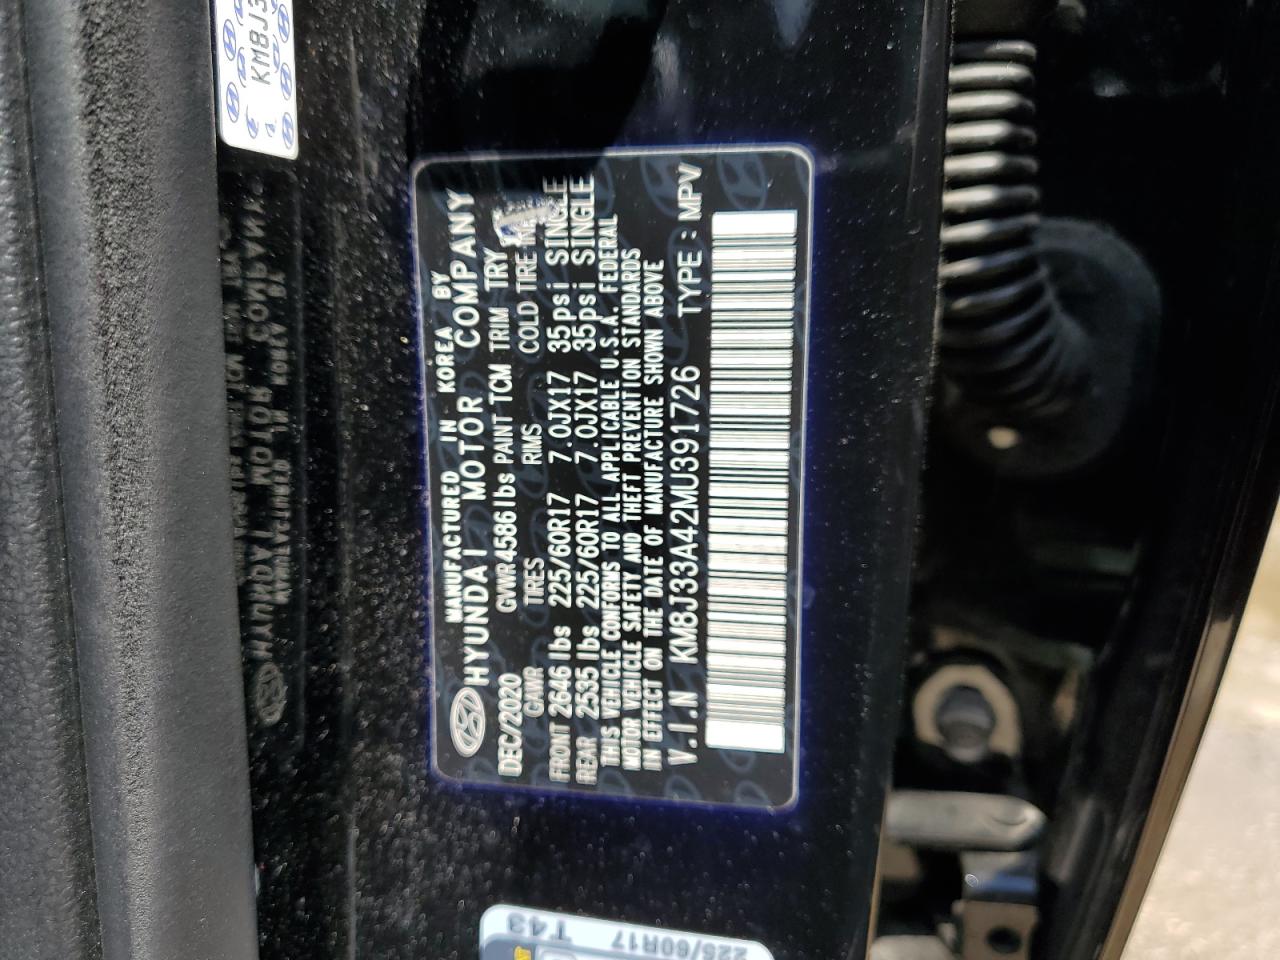 KM8J3
MANUFACTURED IN KOREA BY
HYUNDAI MOTOR COMPANY
DEC/2020 GVWR 4586 lbs PAINT TCM TRIM TRY
GAWR TIRES RIMS COLD TIRE
FRONT 2646 lbs 225/60R17 7.0JX17 35psi SINGLE
REAR 2535 lbs 225/60R17 7.0JX17 35psi SINGLE
THIS VEHICLE CONFORMS TO ALL APPLICABLE U.S.A. FEDERAL
MOTOR VEHICLE SAFETY AND THEFT PREVENTION STANDARDS
IN EFFECT ON THE DATE OF MANUFACTURE SHOWN ABOVE
V.I.N KM8J33A42MU391726 TYPE : MPV
225/60R17
T43